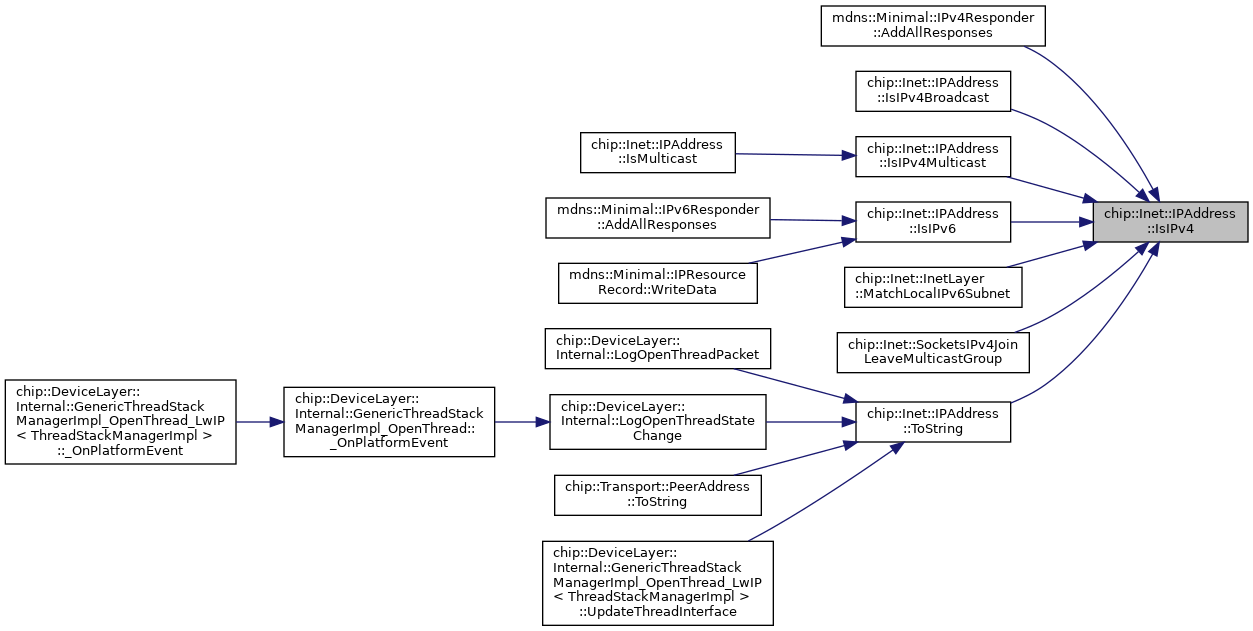 mdns::Minimal::IPv4Responder
::AddAllResponses
chip::Inet::IPAddress
::IsIPv4Broadcast
chip::Inet::IPAddress
::IsMulticast
chip::Inet::IPAddress
::IsIPv4Multicast
mdns::Minimal::IPv6Responder
::AddAllResponses
chip::Inet::IPAddress
::IsIPv6
chip::Inet::IPAddress
::IsIPv4
mdns::Minimal::IPResource
Record::WriteData
chip::Inet::InetLayer
::MatchLocalIPv6Subnet
chip::DeviceLayer::
Internal::LogOpenThreadPacket
chip::Inet::SocketsIPv4Join
LeaveMulticastGroup
chip::DeviceLayer::
Internal::GenericThreadStack
ManagerImpl_OpenThread_LwIP
< ThreadStackManagerImpl >
::_OnPlatformEvent
chip::DeviceLayer::
Internal::GenericThreadStack
ManagerImpl_OpenThread::
_OnPlatformEvent
chip::DeviceLayer::
Internal::LogOpenThreadState
Change
chip::Inet::IPAddress
::ToString
chip::Transport::PeerAddress
::ToString
chip::DeviceLayer::
Internal::GenericThreadStack
ManagerImpl_OpenThread_LwIP
< ThreadStackManagerImpl >
::UpdateThreadInterface